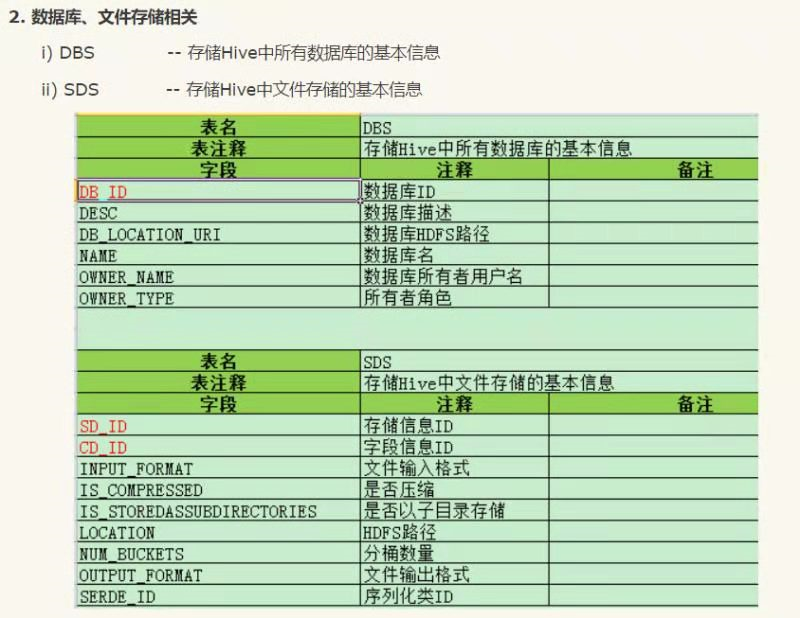 2. 数据库、文件存储相关
i) DBS -- 存储Hive中所有数据库的基本信息
ii) SDS -- 存储Hive中文件存储的基本信息
表名 DBS
表注释 存储Hive中所有数据库的基本信息
字段 注释 备注
DB_ID 数据库ID
DESC 数据库描述
DB_LOCATION_URI 数据库HDFS路径
NAME 数据库名
OWNER_NAME 数据库所有者用户名
OWNER_TYPE 所有者角色
表名 SDS
表注释 存储Hive中文件存储的基本信息
字段 注释 备注
SD_ID 存储信息ID
CD_ID 字段信息ID
INPUT_FORMAT 文件输入格式
IS_COMPRESSED 是否压缩
IS_STOREDASSUBDIRECTORIES 是否以子目录存储
LOCATION HDFS路径
NUM_BUCKETS 分桶数量
OUTPUT_FORMAT 文件输出格式
SERDE_ID 序列化类ID